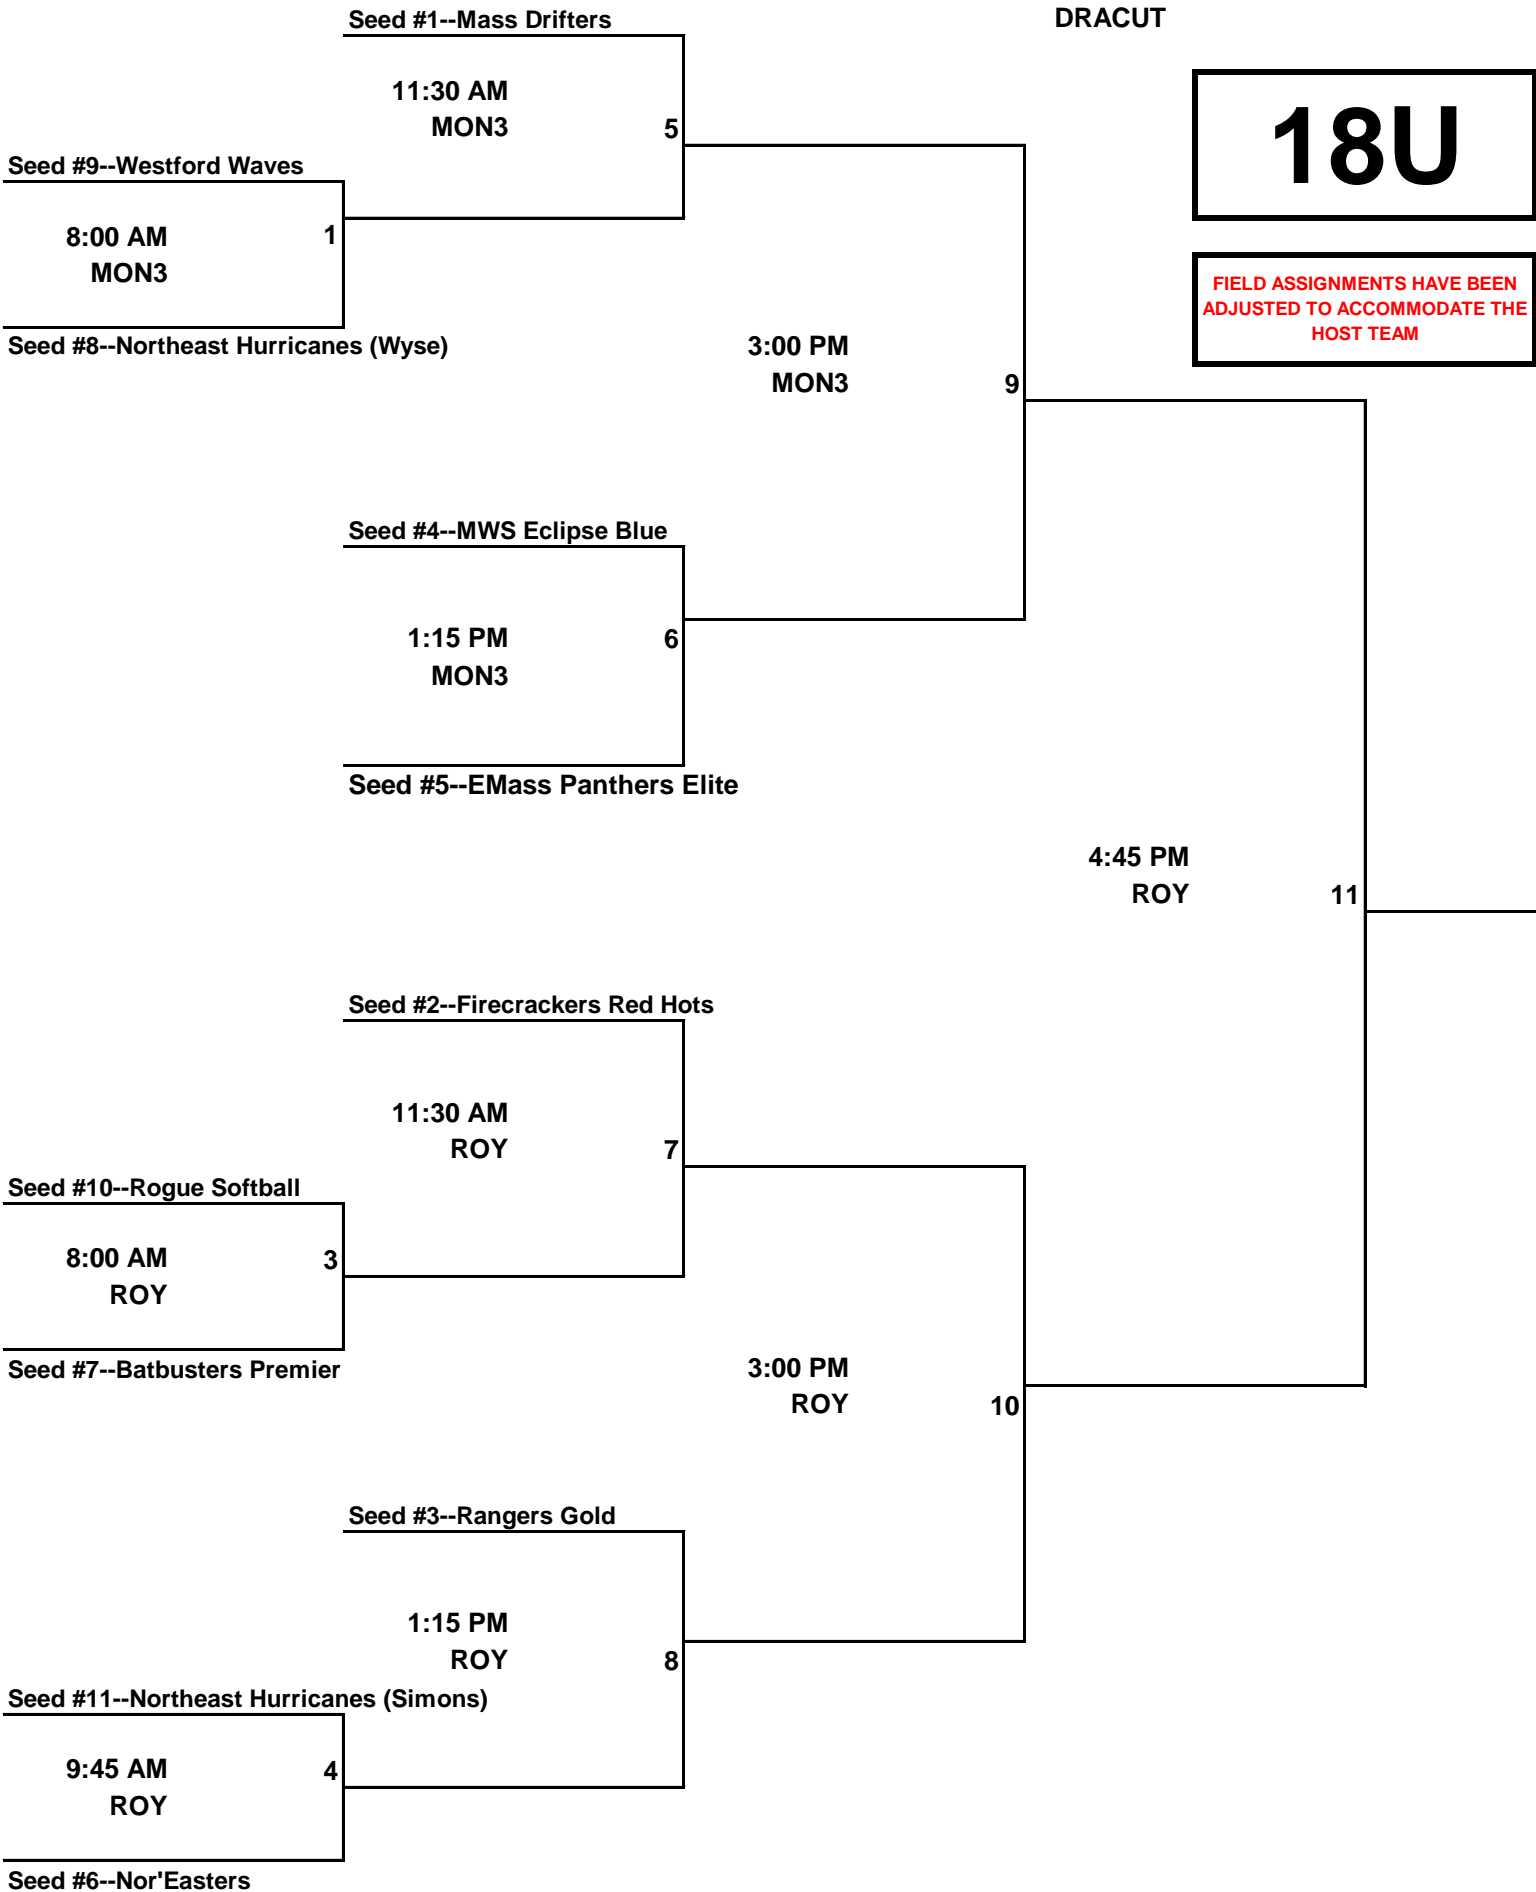 Seed #1--Mass Drifters
DRACUT
11:30 AM
MON3
5
18U
Seed #9--Westford Waves
8:00 AM
MON3
1
FIELD ASSIGNMENTS HAVE BEEN
ADJUSTED TO ACCOMMODATE THE
HOST TEAM
Seed #8--Northeast Hurricanes (Wyse)
3:00 PM
MON3
9
Seed #4--MWS Eclipse Blue
1:15 PM
MON3
6
Seed #5--EMass Panthers Elite
4:45 PM
ROY
11
Seed #2--Firecrackers Red Hots
11:30 AM
ROY
7
Seed #10--Rogue Softball
8:00 AM
ROY
3
Seed #7--Batbusters Premier
3:00 PM
ROY
10
Seed #3--Rangers Gold
1:15 PM
ROY
8
Seed #11--Northeast Hurricanes (Simons)
9:45 AM
ROY
4
Seed #6--Nor'Easters